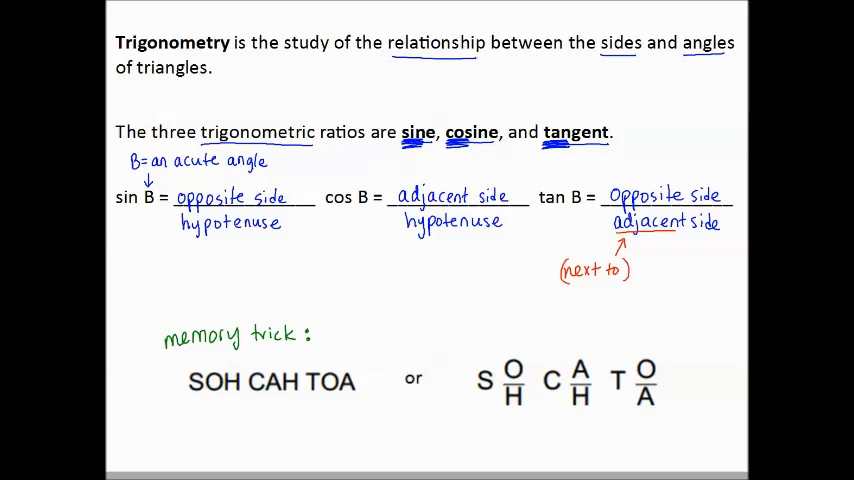 Trigonometry is the study of the relationship between the sides and angles
of triangles.
The three trigonometric ratios are sine, cosine, and tangent.
B=an acute angle
sin B = opposite side / hypotenuse cos B = adjacent side / hypotenuse tan B = opposite side / adjacent side
(next to)
memory trick:
SOH CAH TOA or S O/H C A/H T O/A